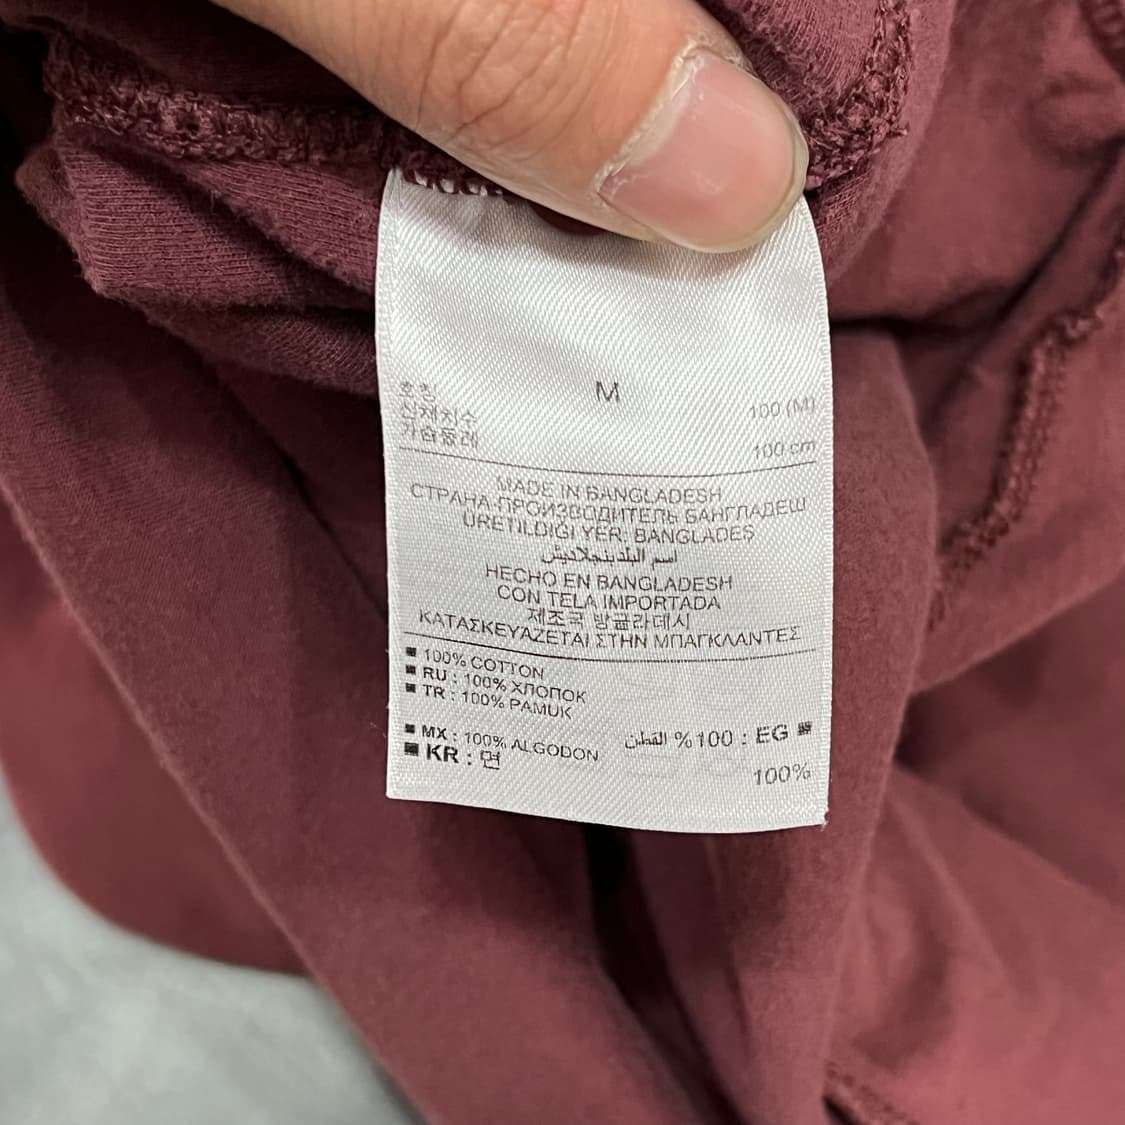 M
호칭 100 (M)
신체치수
가슴둘레 100 cm
MADE IN BANGLADESH
СТРАНА-ПРОИЗВОДИТЕЛЬ БАНГЛАДЕШ
ÜRETİLDİĞİ YER: BANGLADEŞ
اسم البلد:بنجلاديش
HECHO EN BANGLADESH
CON TELA IMPORTADA
제조국 방글라데시
ΚΑΤΑΣΚΕΥΑΖΕΤΑΙ ΣΤΗΝ ΜΠΑΓΚΛΑΝΤΕΣ
■ 100% COTTON
■ RU : 100% ХЛОПОК
■ TR : 100% PAMUK
■ MX : 100% ALGODON
القطن %100 : EG ■
■ KR : 면 100%